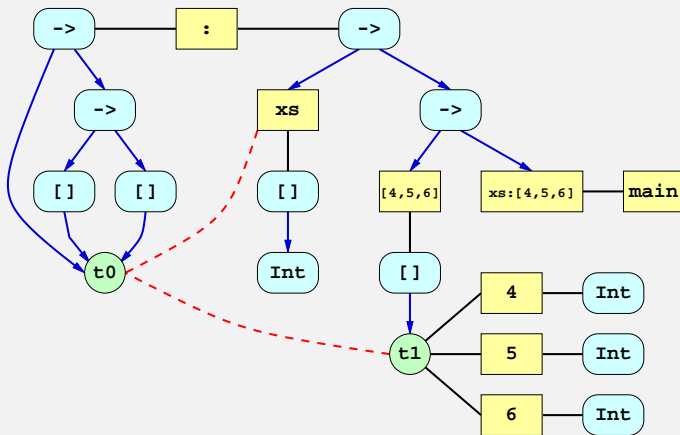 -> : ->
-> xs ->
[] [] [] [4,5,6] xs:[4,5,6] main
t0 Int []
4 Int
t1 5 Int
6 Int